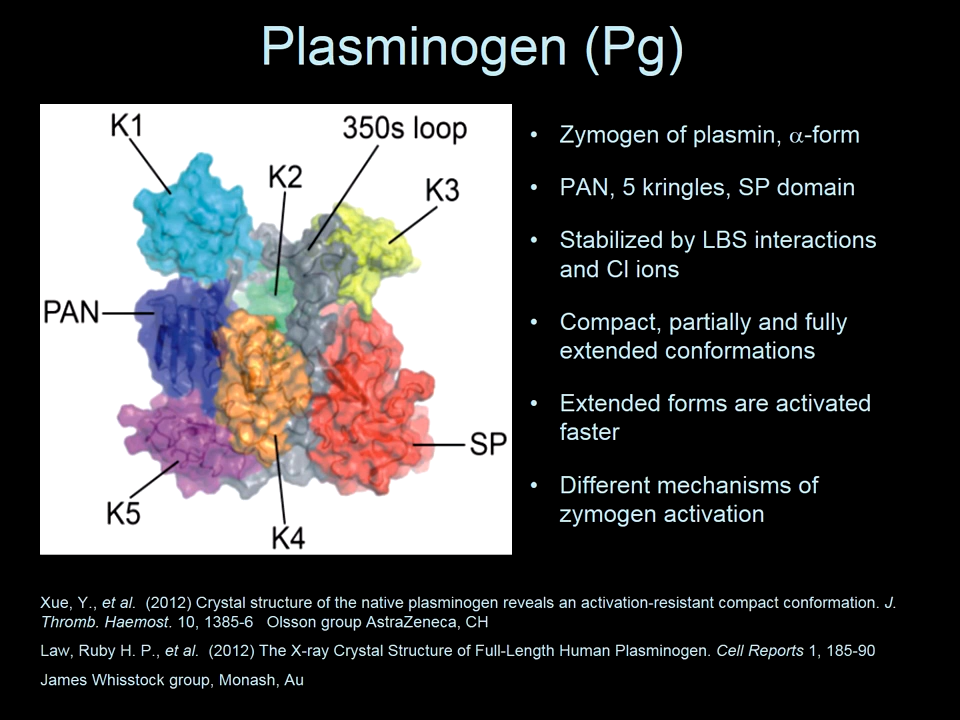 Plasminogen (Pg)
K1
350s loop
K2
K3
PAN
SP
K5
K4
• Zymogen of plasmin, α-form
• PAN, 5 kringles, SP domain
• Stabilized by LBS interactions
and Cl ions
• Compact, partially and fully
extended conformations
• Extended forms are activated
faster
• Different mechanisms of
zymogen activation
Xue, Y., et al. (2012) Crystal structure of the native plasminogen reveals an activation-resistant compact conformation. J.
Thromb. Haemost. 10, 1385-6 Olsson group AstraZeneca, CH
Law, Ruby H. P., et al. (2012) The X-ray Crystal Structure of Full-Length Human Plasminogen. Cell Reports 1, 185-90
James Whisstock group, Monash, Au